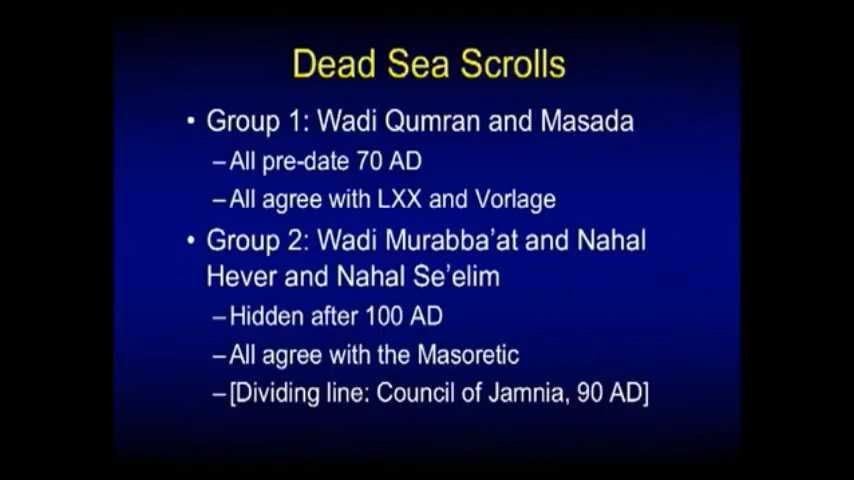 Dead Sea Scrolls
• Group 1: Wadi Qumran and Masada
–All pre-date 70 AD
–All agree with LXX and Vorlage
• Group 2: Wadi Murabba’at and Nahal
Hever and Nahal Se’elim
–Hidden after 100 AD
–All agree with the Masoretic
–[Dividing line: Council of Jamnia, 90 AD]